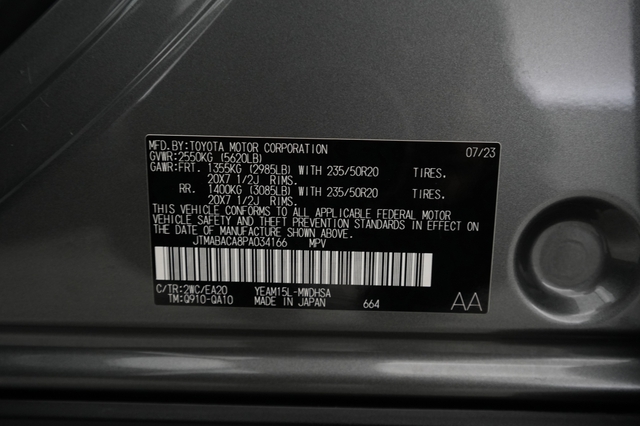 MFD.BY:TOYOTA MOTOR CORPORATION 07/23
GVWR:2550KG (5620LB)
GAWR:FRT. 1355KG (2985LB) WITH 235/50R20 TIRES.
20X7 1/2J RIMS.
RR. 1400KG (3085LB) WITH 235/50R20 TIRES.
20X7 1/2J RIMS.
THIS VEHICLE CONFORMS TO ALL APPLICABLE FEDERAL MOTOR
VEHICLE SAFETY AND THEFT PREVENTION STANDARDS IN EFFECT ON
THE DATE OF MANUFACTURE SHOWN ABOVE.
JTMABACA8PA034166 MPV
C/TR:2WC/EA20 YEAM15L-MWDHSA
TM:Q910-QA10 MADE IN JAPAN 664 AA